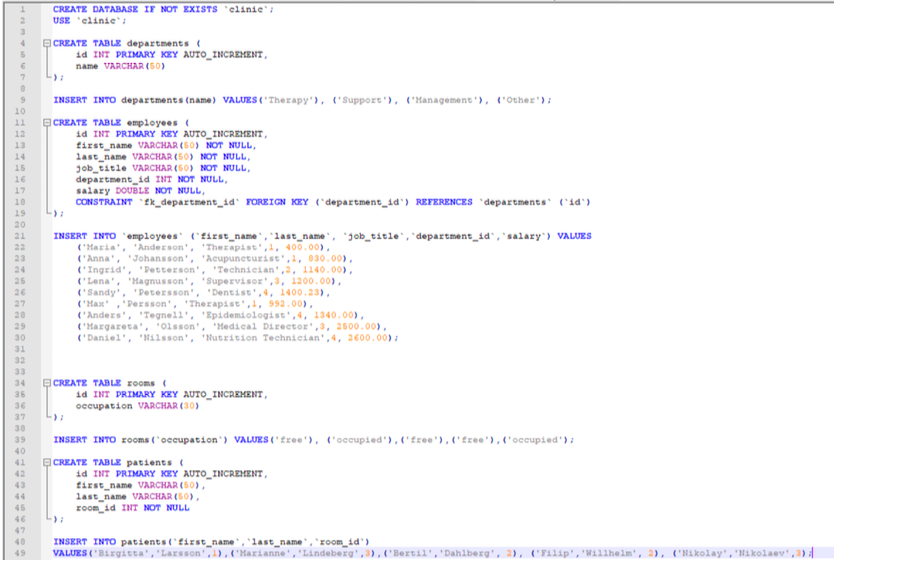 1 CREATE DATABASE IF NOT EXISTS `clinic`;
2 USE `clinic`;
3
4 CREATE TABLE departments (
5 id INT PRIMARY KEY AUTO_INCREMENT,
6 name VARCHAR(50)
7 );
8
9 INSERT INTO departments(name) VALUES('Therapy'), ('Support'), ('Management'), ('Other');
10
11 CREATE TABLE employees (
12 id INT PRIMARY KEY AUTO_INCREMENT,
13 first_name VARCHAR(50) NOT NULL,
14 last_name VARCHAR(50) NOT NULL,
15 job_title VARCHAR(50) NOT NULL,
16 department_id INT NOT NULL,
17 salary DOUBLE NOT NULL,
18 CONSTRAINT `fk_department_id` FOREIGN KEY (`department_id`) REFERENCES `departments` (`id`)
19 );
20
21 INSERT INTO `employees` (`first_name`,`last_name`, `job_title`,`department_id`,`salary`) VALUES
22 ('Maria', 'Anderson', 'Therapist',1, 400.00),
23 ('Anna', 'Johansson', 'Acupuncturist',1, 830.00),
24 ('Ingrid', 'Petterson', 'Technician',2, 1140.00),
25 ('Lena', 'Magnusson', 'Supervisor',3, 1200.00),
26 ('Sandy', 'Petersson', 'Dentist',4, 1400.23),
27 ('Max' ,'Persson', 'Therapist',1, 992.00),
28 ('Anders', 'Tegnell', 'Epidemiologist',4, 1340.00),
29 ('Margareta', 'Olsson', 'Medical Director',3, 2500.00),
30 ('Daniel', 'Nilsson', 'Nutrition Technician',4, 2600.00);
31
32
33
34 CREATE TABLE rooms (
35 id INT PRIMARY KEY AUTO_INCREMENT,
36 occupation VARCHAR(30)
37 );
38
39 INSERT INTO rooms(`occupation`) VALUES('free'), ('occupied'),('free'),('free'),('occupied');
40
41 CREATE TABLE patients (
42 id INT PRIMARY KEY AUTO_INCREMENT,
43 first_name VARCHAR(50),
44 last_name VARCHAR(50),
45 room_id INT NOT NULL
46 );
47
48 INSERT INTO patients(`first_name`,`last_name`,`room_id`)
49 VALUES('Birgitta','Larsson',1),('Marianne','Lindeberg',3),('Bertil','Dahlberg', 2), ('Filip','Willhelm', 2), ('Nikolay','Nikolaev',3);